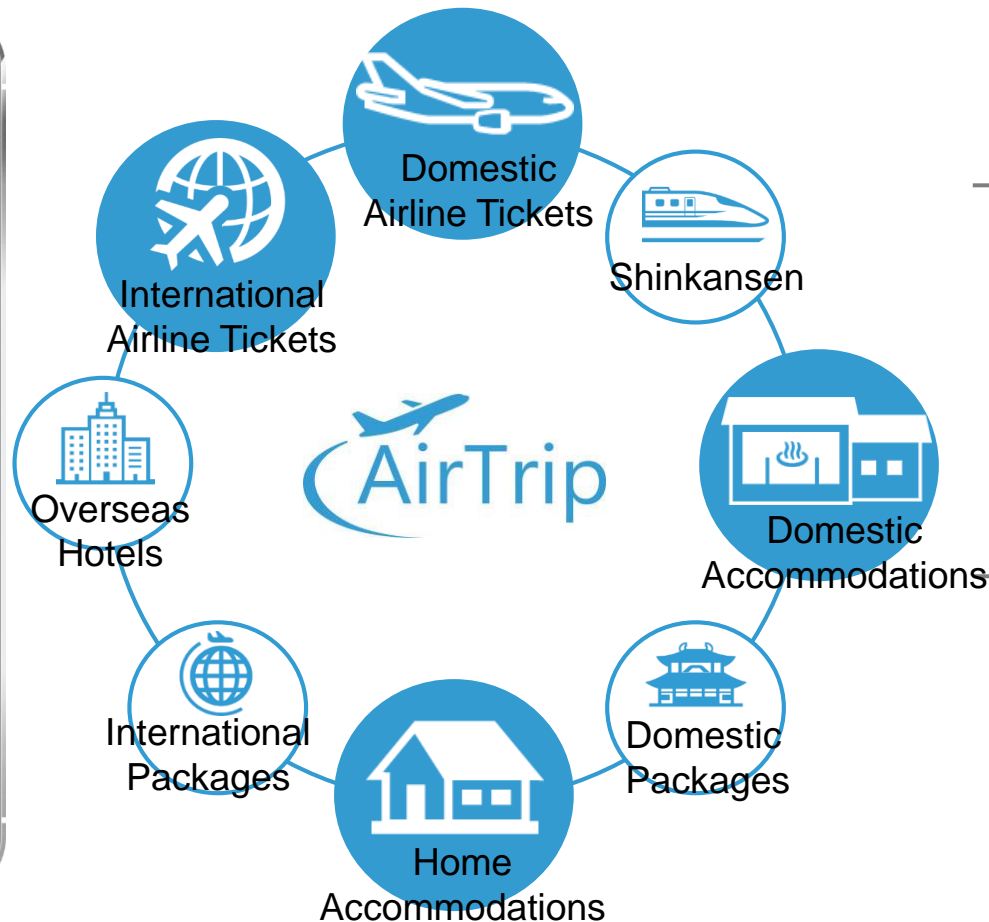 Domestic
Airline Tickets
Shinkansen
International
Airline Tickets
AirTrip
Overseas
Hotels
Domestic
Accommodations
International
Packages
Domestic
Packages
Home
Accommodations